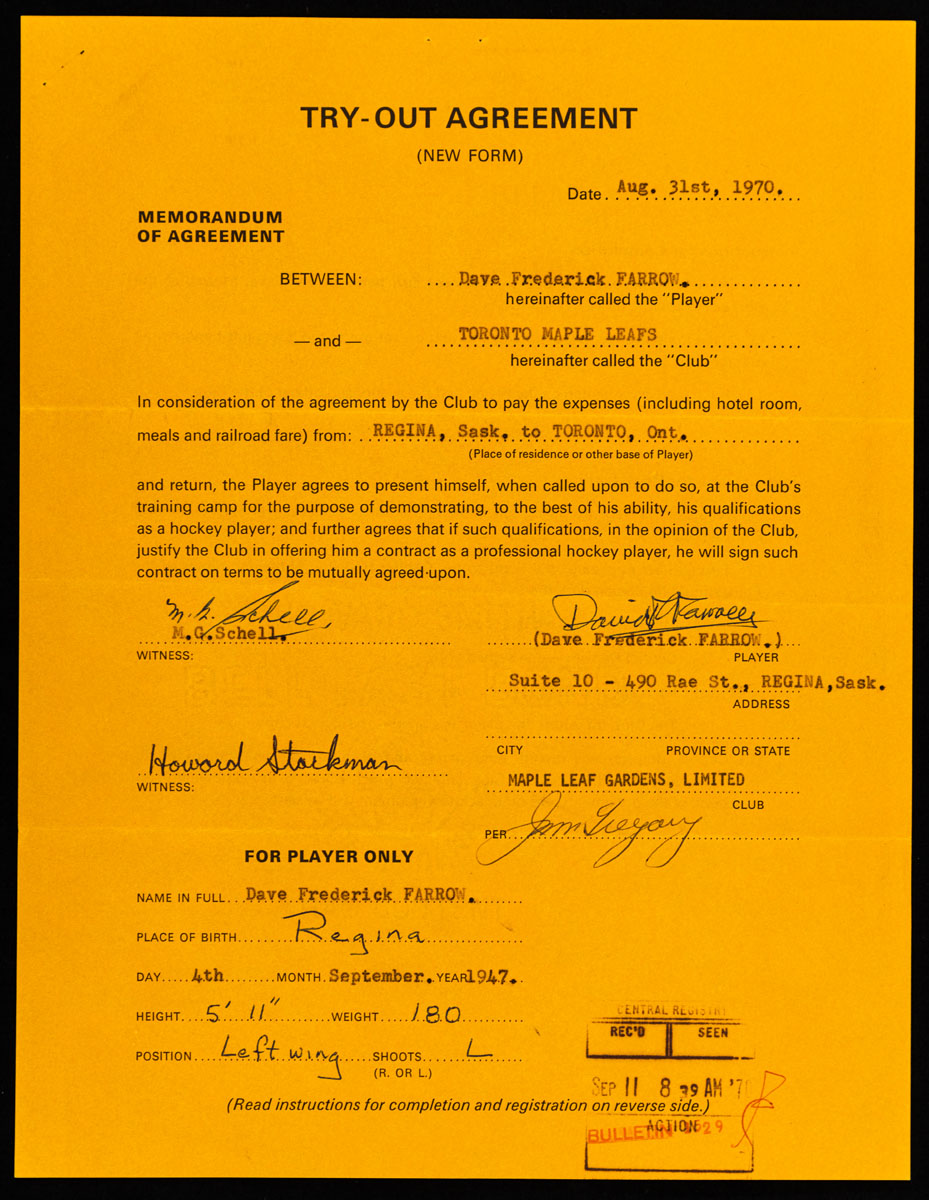 TRY-OUT AGREEMENT
(NEW FORM)
Date Aug. 31st, 1970.
MEMORANDUM
OF AGREEMENT
BETWEEN: Dave Frederick FARROW.
hereinafter called the "Player"
— and — TORONTO MAPLE LEAFS
hereinafter called the "Club"
In consideration of the agreement by the Club to pay the expenses (including hotel room,
meals and railroad fare) from: REGINA, Sask. to TORONTO, Ont.
(Place of residence or other base of Player)
and return, the Player agrees to present himself, when called upon to do so, at the Club's
training camp for the purpose of demonstrating, to the best of his ability, his qualifications
as a hockey player; and further agrees that if such qualifications, in the opinion of the Club,
justify the Club in offering him a contract as a professional hockey player, he will sign such
contract on terms to be mutually agreed upon.
M. G. Schell,
M.G.Schell. (Dave Frederick FARROW.)
WITNESS: PLAYER
Suite 10 - 490 Rae St., REGINA,Sask.
ADDRESS
CITY PROVINCE OR STATE
Howard Stockman
WITNESS:
MAPLE LEAF GARDENS, LIMITED
CLUB
PER Jim Gregory
FOR PLAYER ONLY
NAME IN FULL Dave Frederick FARROW.
PLACE OF BIRTH Regina
DAY 4th MONTH September. YEAR 1947.
HEIGHT 5' 11" WEIGHT 180
POSITION Left wing SHOOTS L
(R. OR L.)
CENTRAL REGISTRY
REC'D SEEN
SEP 11 8 39 AM '7
(Read instructions for completion and registration on reverse side.)
ACTION
BULLETIN